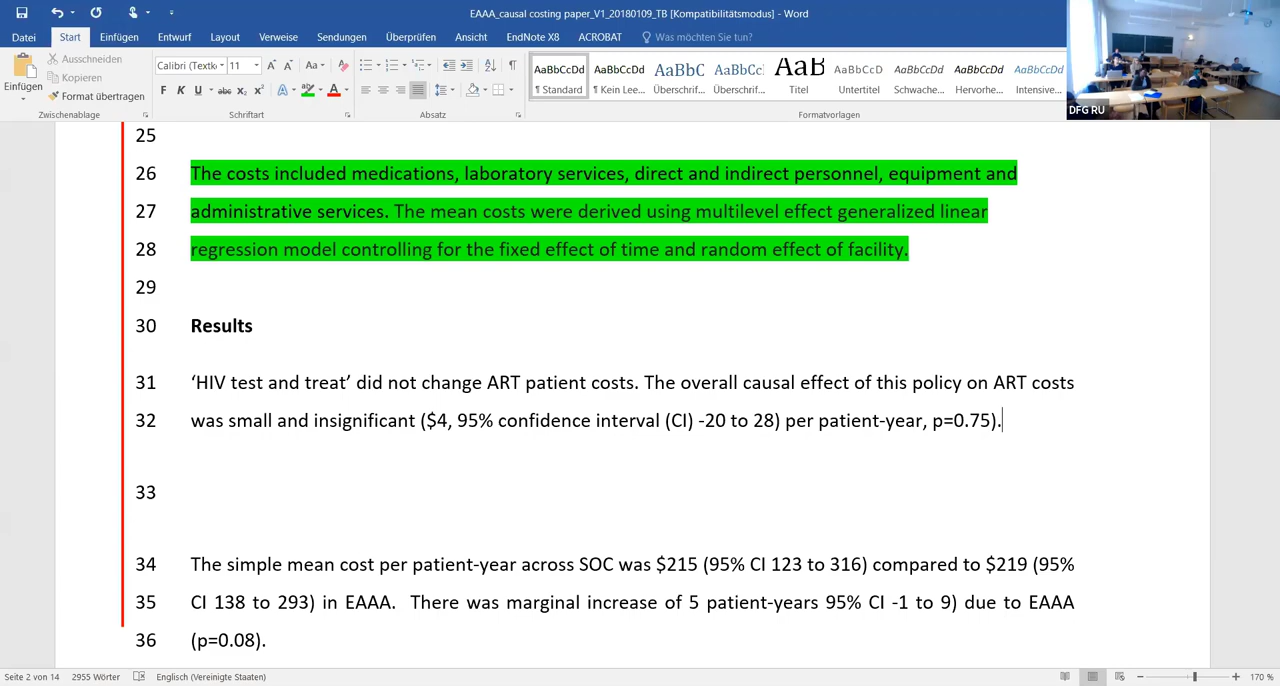 EAAA_causal costing paper_V1_20180109_TB [Kompatibilitätsmodus] - Word
Datei Start Einfügen Entwurf Layout Verweise Sendungen Überprüfen Ansicht EndNote X8 ACROBAT Was möchten Sie tun?
Einfügen
Ausschneiden
Kopieren
Format übertragen
Zwischenablage
Calibri (Textk 11
F K U abc x₂ x²
Schriftart
Absatz
AaBbCcDd AaBbCcDd AaBbC AaBbCc AaB AaBbCcD AaBbCcDd AaBbCcDd AaBbCcDd
¶ Standard ¶ Kein Lee... Überschrif... Überschrif... Titel Untertitel Schwache... Hervorhe... Intensive...
Formatvorlagen
DFG RU
25
26 The costs included medications, laboratory services, direct and indirect personnel, equipment and
27 administrative services. The mean costs were derived using multilevel effect generalized linear
28 regression model controlling for the fixed effect of time and random effect of facility.
29
30 Results
31 ‘HIV test and treat’ did not change ART patient costs. The overall causal effect of this policy on ART costs
32 was small and insignificant ($4, 95% confidence interval (CI) -20 to 28) per patient-year, p=0.75).
33
34 The simple mean cost per patient-year across SOC was $215 (95% CI 123 to 316) compared to $219 (95%
35 CI 138 to 293) in EAAA. There was marginal increase of 5 patient-years 95% CI -1 to 9) due to EAAA
36 (p=0.08).
Seite 2 von 14 2955 Wörter Englisch (Vereinigte Staaten) 170 %